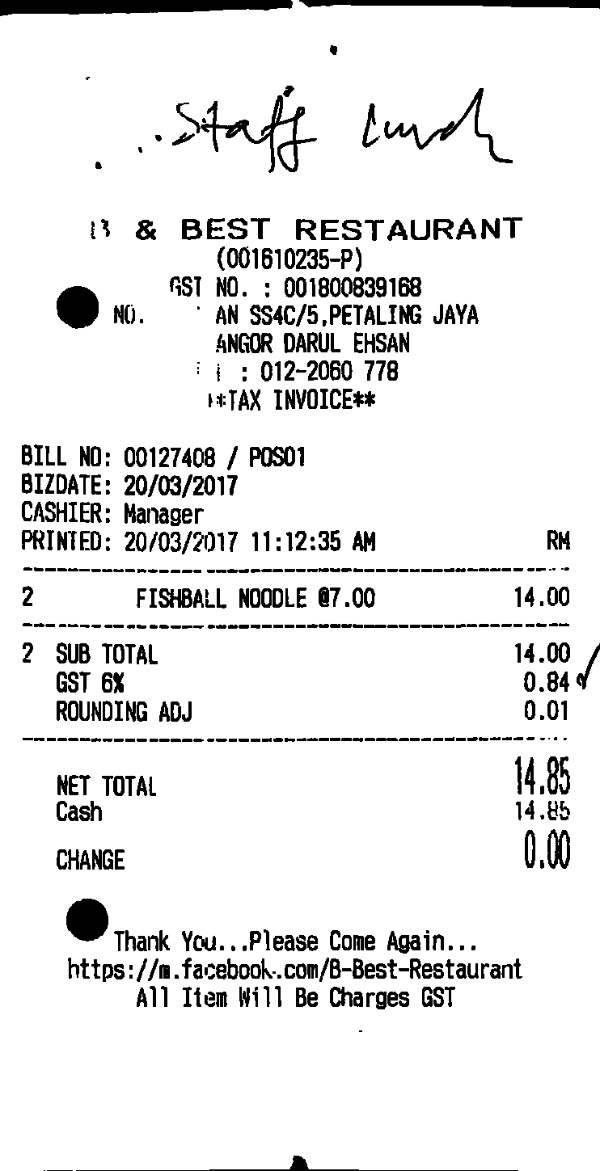 Staff Lunch
B & BEST RESTAURANT
(001610235-P)
GST NO. : 001800839168
NO. AN SS4C/5,PETALING JAYA
ANGOR DARUL EHSAN
: 012-2060 778
**TAX INVOICE**
BILL NO: 00127408 / POS01
BIZDATE: 20/03/2017
CASHIER: Manager
PRINTED: 20/03/2017 11:12:35 AM RM
2 FISHBALL NOODLE @7.00 14.00
2 SUB TOTAL 14.00
GST 6% 0.84
ROUNDING ADJ 0.01
NET TOTAL 14.85
Cash 14.85
CHANGE 0.00
Thank You...Please Come Again...
https://m.facebook.com/B-Best-Restaurant
All Item Will Be Charges GST